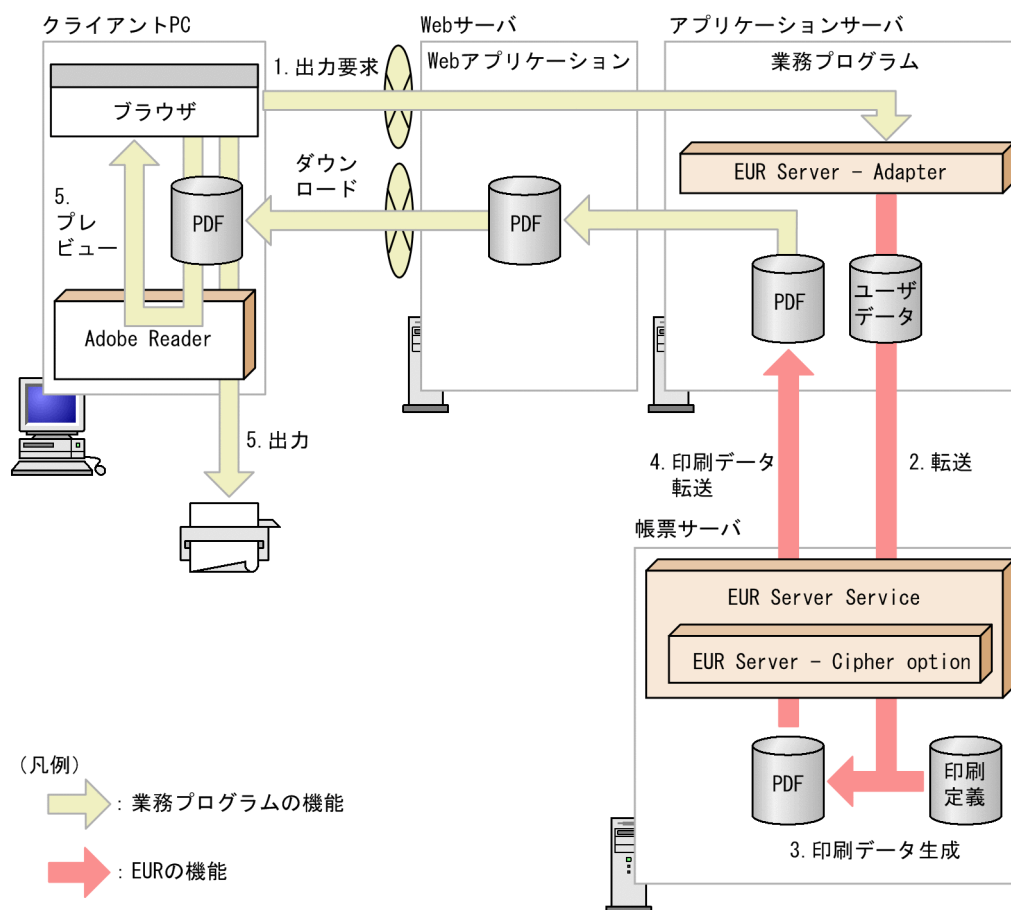 クライアントPC
Webサーバ
アプリケーションサーバ
1.出力要求
Webアプリケーション
業務プログラム
ブラウザ
ダウン
ロード
EUR Server − Adapter
5.
プレ
ビュー
PDF
PDF
PDF
ユーザ
データ
Adobe Reader
5.出力
4.印刷データ
転送
2.転送
帳票サーバ
EUR Server Service
EUR Server − Cipher option
PDF
印刷
定義
3.印刷データ生成
(凡例)
：業務プログラムの機能
：EURの機能